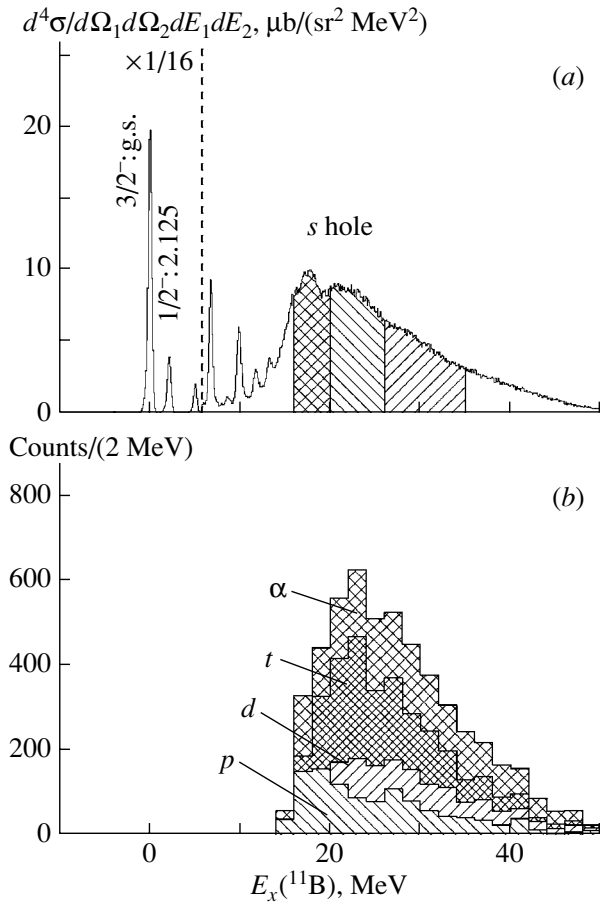 d⁴σ/dΩ₁dΩ₂dE₁dE₂, μb/(sr² MeV²)
×1/16
(a)
20
3/2⁻: g.s.
1/2⁻: 2.125
s hole
10
0
Counts/(2 MeV)
800
(b)
600
α
400
t
d
200
p
0
0 20 40
Eₓ(¹¹B), MeV